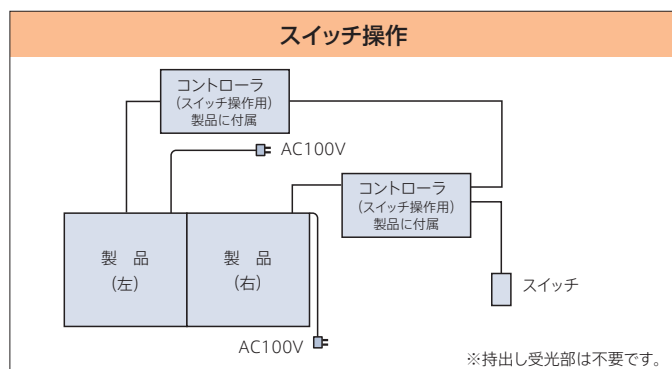 スイッチ操作
コントローラ
（スイッチ操作用）
製品に付属
AC100V
コントローラ
（スイッチ操作用）
製品に付属
製　品
（左）
製　品
（右）
スイッチ
AC100V
※持出し受光部は不要です。